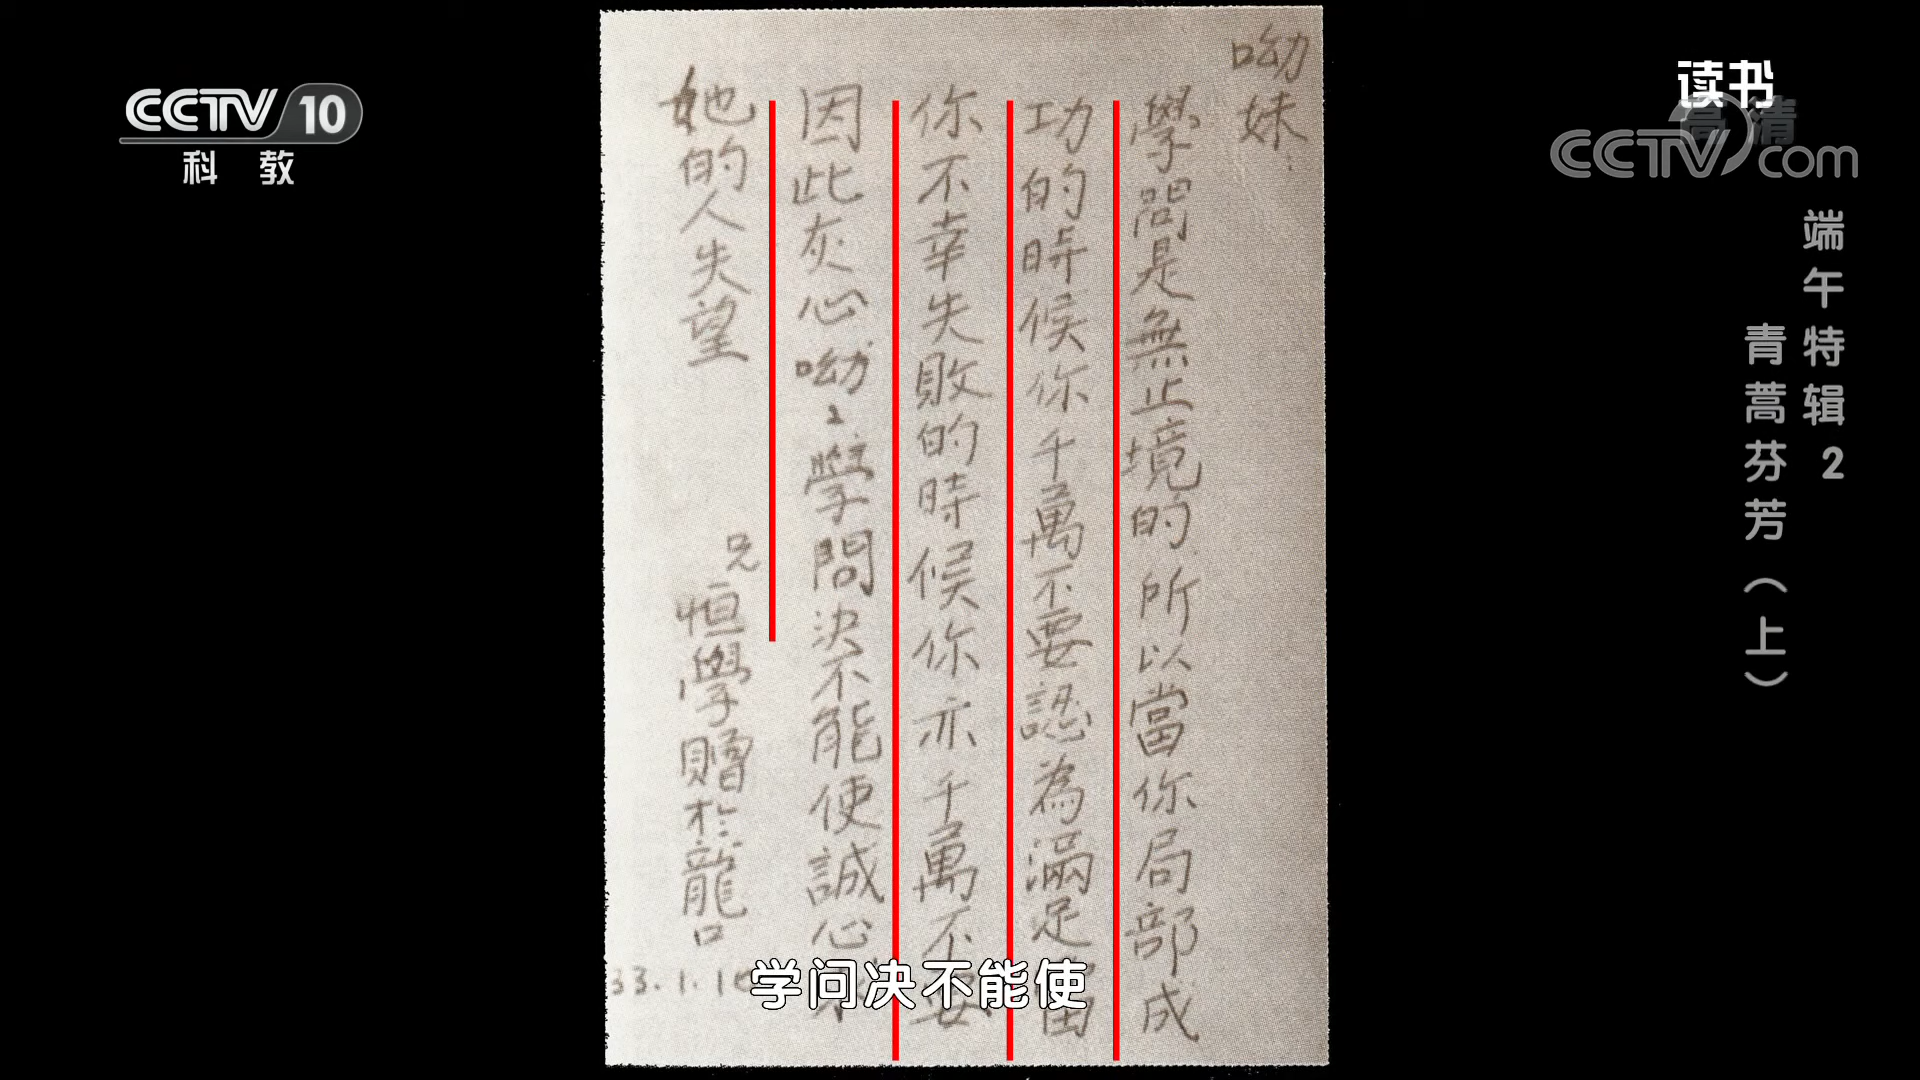 CCTV 10
科 教
读书
高清
CCTV.com
端午特辑 2
青蒿芬芳（上）
呦妹：
學問是無止境的 所以當你局部成
功的時候你千萬不要認為滿足當
你不幸失敗的時候你亦千萬不要
因此灰心 呦呦學問決不能使誠心求
她的人失望
兄
恒學贈於龍口
33.1.1
学问决不能使